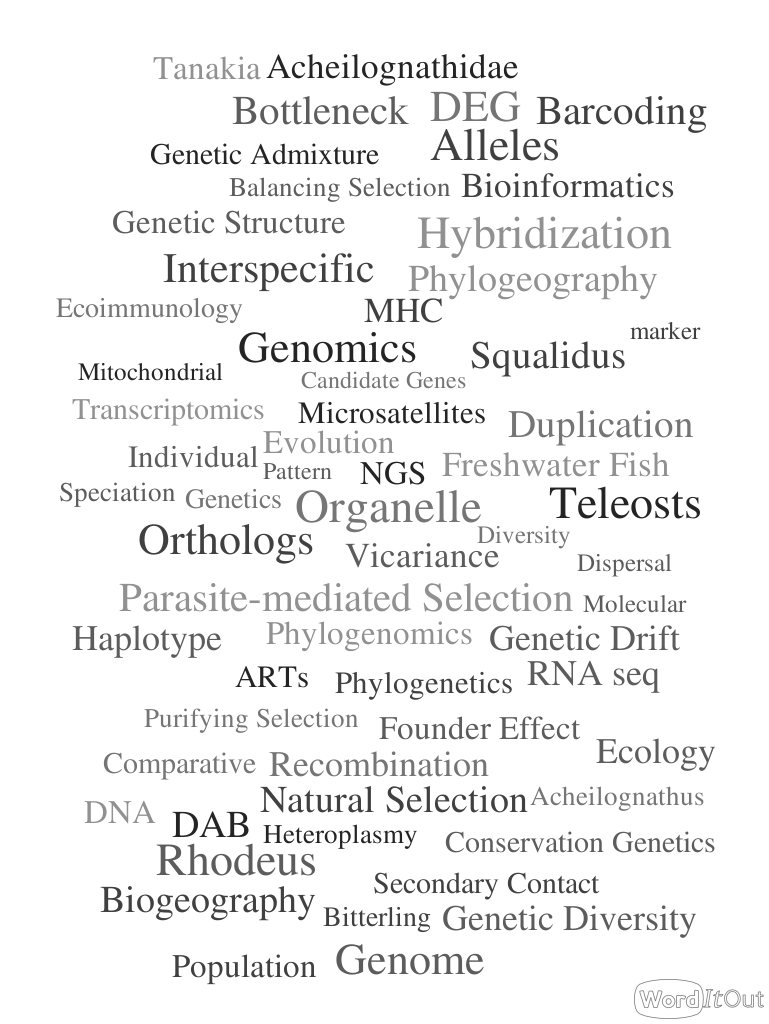 Tanakia Acheilognathidae
Bottleneck DEG Barcoding
Genetic Admixture Alleles
Balancing Selection Bioinformatics
Genetic Structure Hybridization
Interspecific Phylogeography
Ecoimmunology MHC
marker
Genomics Squalidus
Mitochondrial Candidate Genes
Transcriptomics Microsatellites Duplication
Individual Evolution
Pattern NGS Freshwater Fish
Speciation Genetics Organelle Teleosts
Orthologs Vicariance Diversity
Dispersal
Parasite-mediated Selection Molecular
Haplotype Phylogenomics Genetic Drift
ARTs Phylogenetics RNA seq
Purifying Selection Founder Effect
Ecology
Comparative Recombination
Natural Selection Acheilognathus
DNA DAB Heteroplasmy Conservation Genetics
Rhodeus
Secondary Contact
Biogeography Bitterling Genetic Diversity
Population Genome
WordItOut